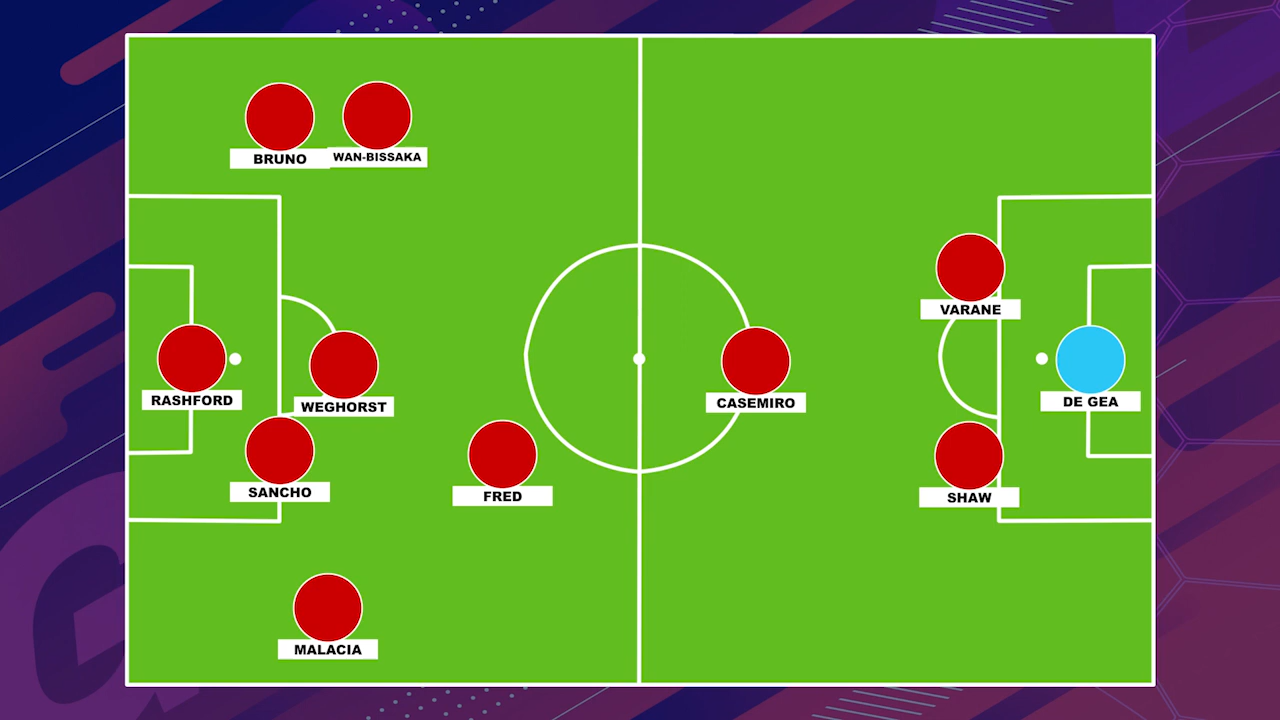 BRUNO
WAN-BISSAKA
VARANE
RASHFORD
WEGHORST
CASEMIRO
DE GEA
SANCHO
FRED
SHAW
MALACIA